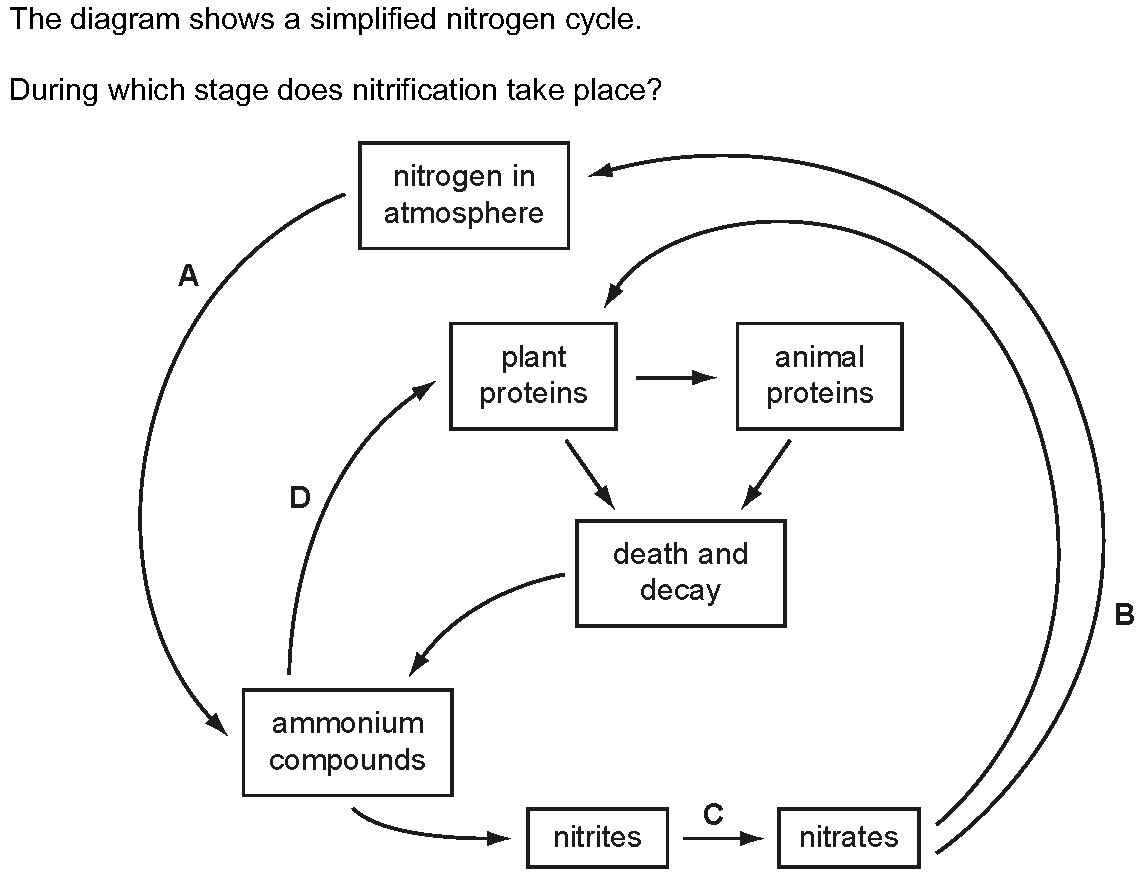 The diagram shows a simplified nitrogen cycle.
During which stage does nitrification take place?
nitrogen in
atmosphere
A
plant
proteins
animal
proteins
D
death and
decay
B
ammonium
compounds
C
nitrites
nitrates